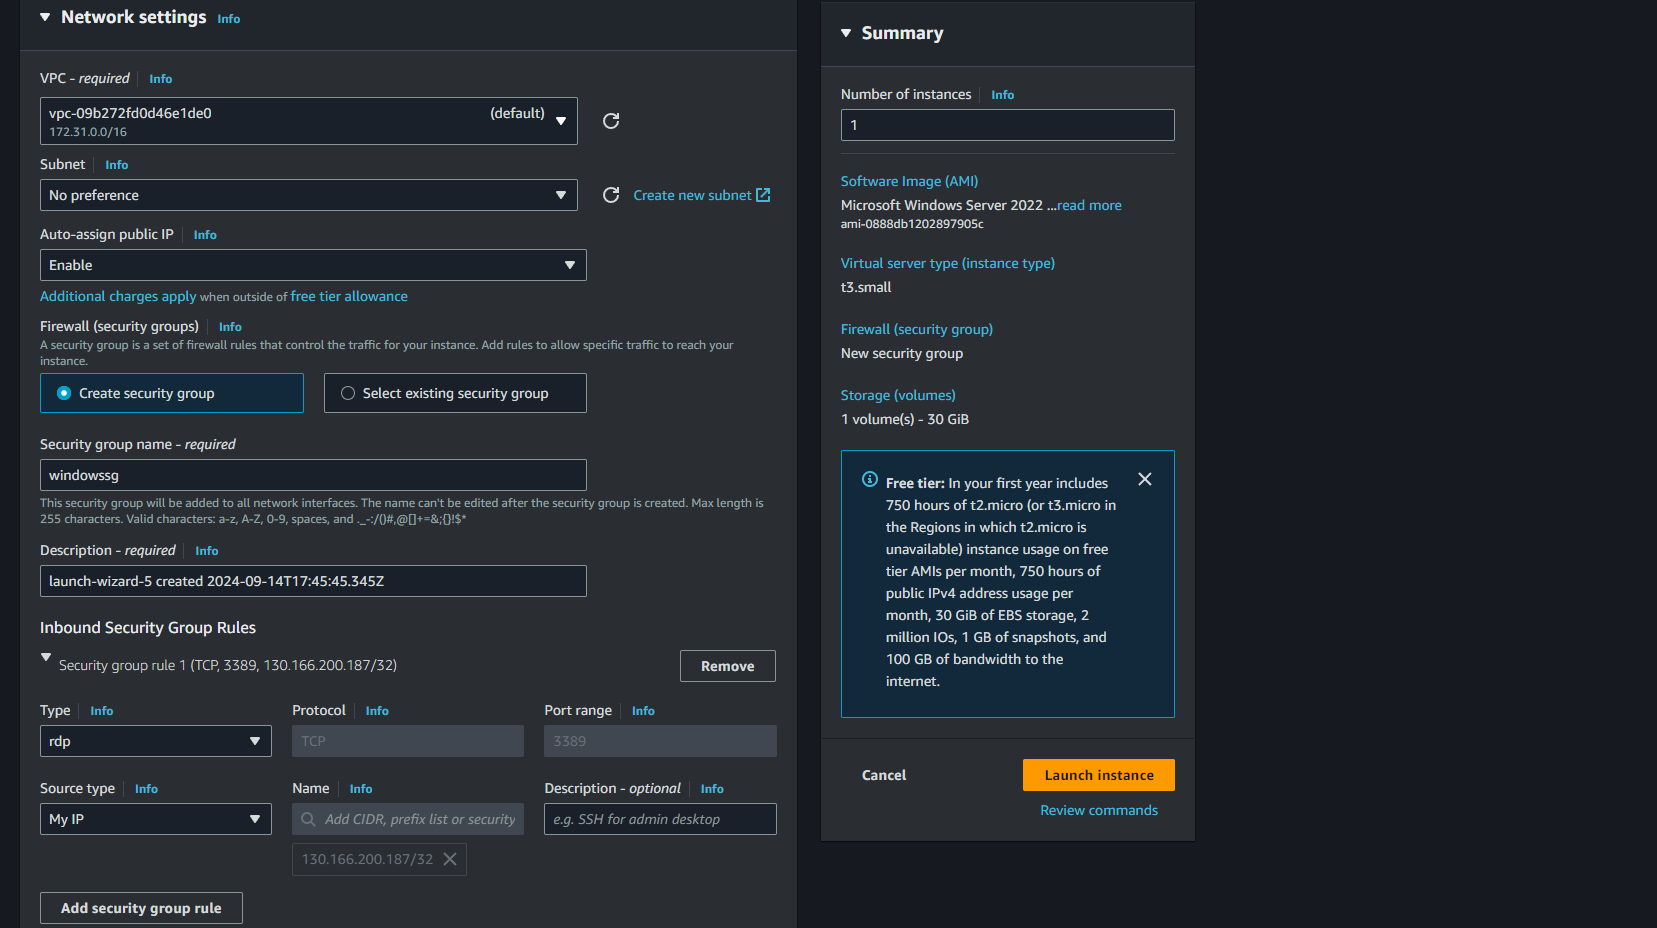 Network settings Info
VPC - required Info
vpc-09b272fd0d46e1de0 (default)
172.31.0.0/16
Subnet Info
No preference
Create new subnet
Auto-assign public IP Info
Enable
Additional charges apply when outside of free tier allowance
Firewall (security groups) Info
A security group is a set of firewall rules that control the traffic for your instance. Add rules to allow specific traffic to reach your
instance.
Create security group
Select existing security group
Security group name - required
windowssg
This security group will be added to all network interfaces. The name can't be edited after the security group is created. Max length is
255 characters. Valid characters: a-z, A-Z, 0-9, spaces, and ._-:/()#,@[]+=&;{}!$*
Description - required Info
launch-wizard-5 created 2024-09-14T17:45:45.345Z
Inbound Security Group Rules
Security group rule 1 (TCP, 3389, 130.166.200.187/32)
Remove
Type Info
Protocol Info
Port range Info
rdp
TCP
3389
Source type Info
Name Info
Description - optional Info
My IP
Add CIDR, prefix list or security
e.g. SSH for admin desktop
130.166.200.187/32
Add security group rule
Summary
Number of instances Info
1
Software Image (AMI)
Microsoft Windows Server 2022 ...read more
ami-0888db1202897905c
Virtual server type (instance type)
t3.small
Firewall (security group)
New security group
Storage (volumes)
1 volume(s) - 30 GiB
Free tier: In your first year includes
750 hours of t2.micro (or t3.micro in
the Regions in which t2.micro is
unavailable) instance usage on free
tier AMIs per month, 750 hours of
public IPv4 address usage per
month, 30 GiB of EBS storage, 2
million IOs, 1 GB of snapshots, and
100 GB of bandwidth to the
internet.
Cancel
Launch instance
Review commands